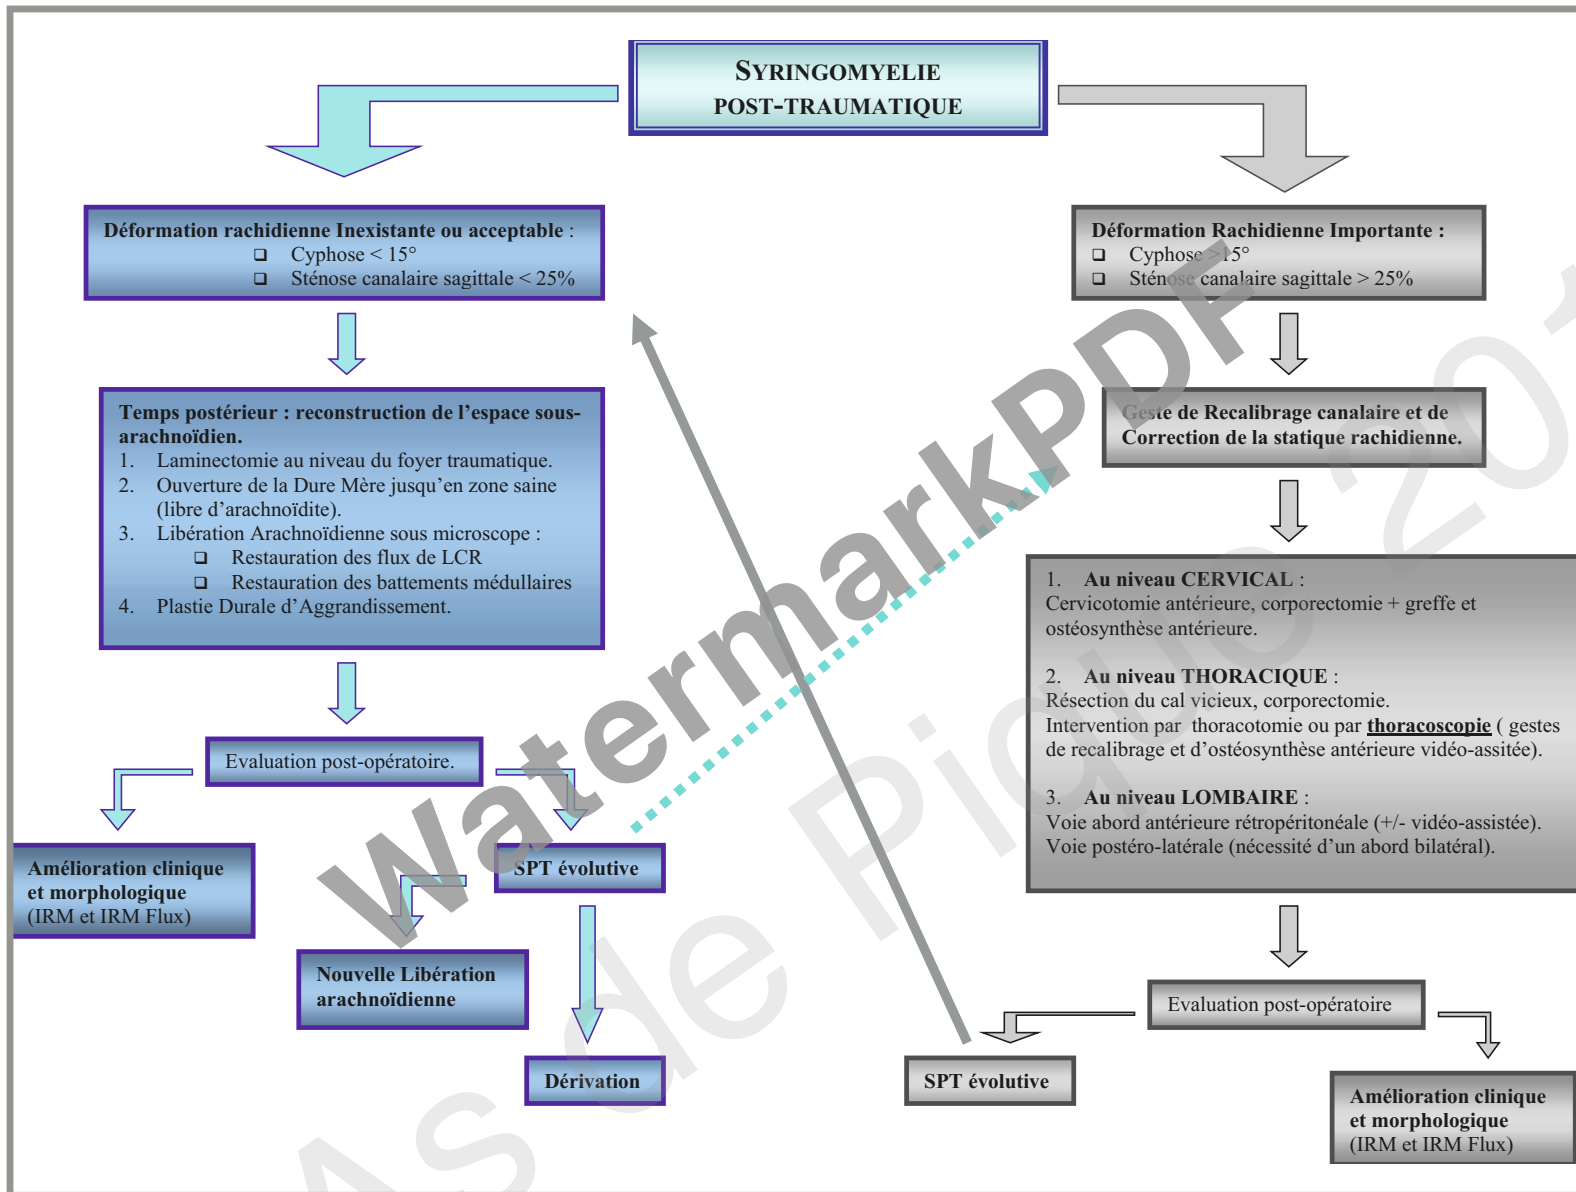 SYRINGOMYELIE
POST-TRAUMATIQUE
Déformation rachidienne Inexistante ou acceptable :
❑ Cyphose < 15°
❑ Sténose canalaire sagittale < 25%
Temps postérieur : reconstruction de l’espace sous-
arachnoïdien.
1. Laminectomie au niveau du foyer traumatique.
2. Ouverture de la Dure Mère jusqu’en zone saine
(libre d’arachnoïdite).
3. Libération Arachnoïdienne sous microscope :
❑ Restauration des flux de LCR
❑ Restauration des battements médullaires
4. Plastie Durale d’Aggrandissement.
Evaluation post-opératoire.
Amélioration clinique
et morphologique
(IRM et IRM Flux)
SPT évolutive
Nouvelle Libération
arachnoïdienne
Dérivation
Déformation Rachidienne Importante :
❑ Cyphose >15°
❑ Sténose canalaire sagittale > 25%
Geste de Recalibrage canalaire et de
Correction de la statique rachidienne.
1. Au niveau CERVICAL :
Cervicotomie antérieure, corporectomie + greffe et
ostéosynthèse antérieure.
2. Au niveau THORACIQUE :
Résection du cal vicieux, corporectomie.
Intervention par thoracotomie ou par thoracoscopie ( gestes
de recalibrage et d’ostéosynthèse antérieure vidéo-assitée).
3. Au niveau LOMBAIRE :
Voie abord antérieure rétropéritonéale (+/- vidéo-assistée).
Voie postéro-latérale (nécessité d’un abord bilatéral).
Evaluation post-opératoire
SPT évolutive
Amélioration clinique
et morphologique
(IRM et IRM Flux)
WatermarkPDF
As de Pique